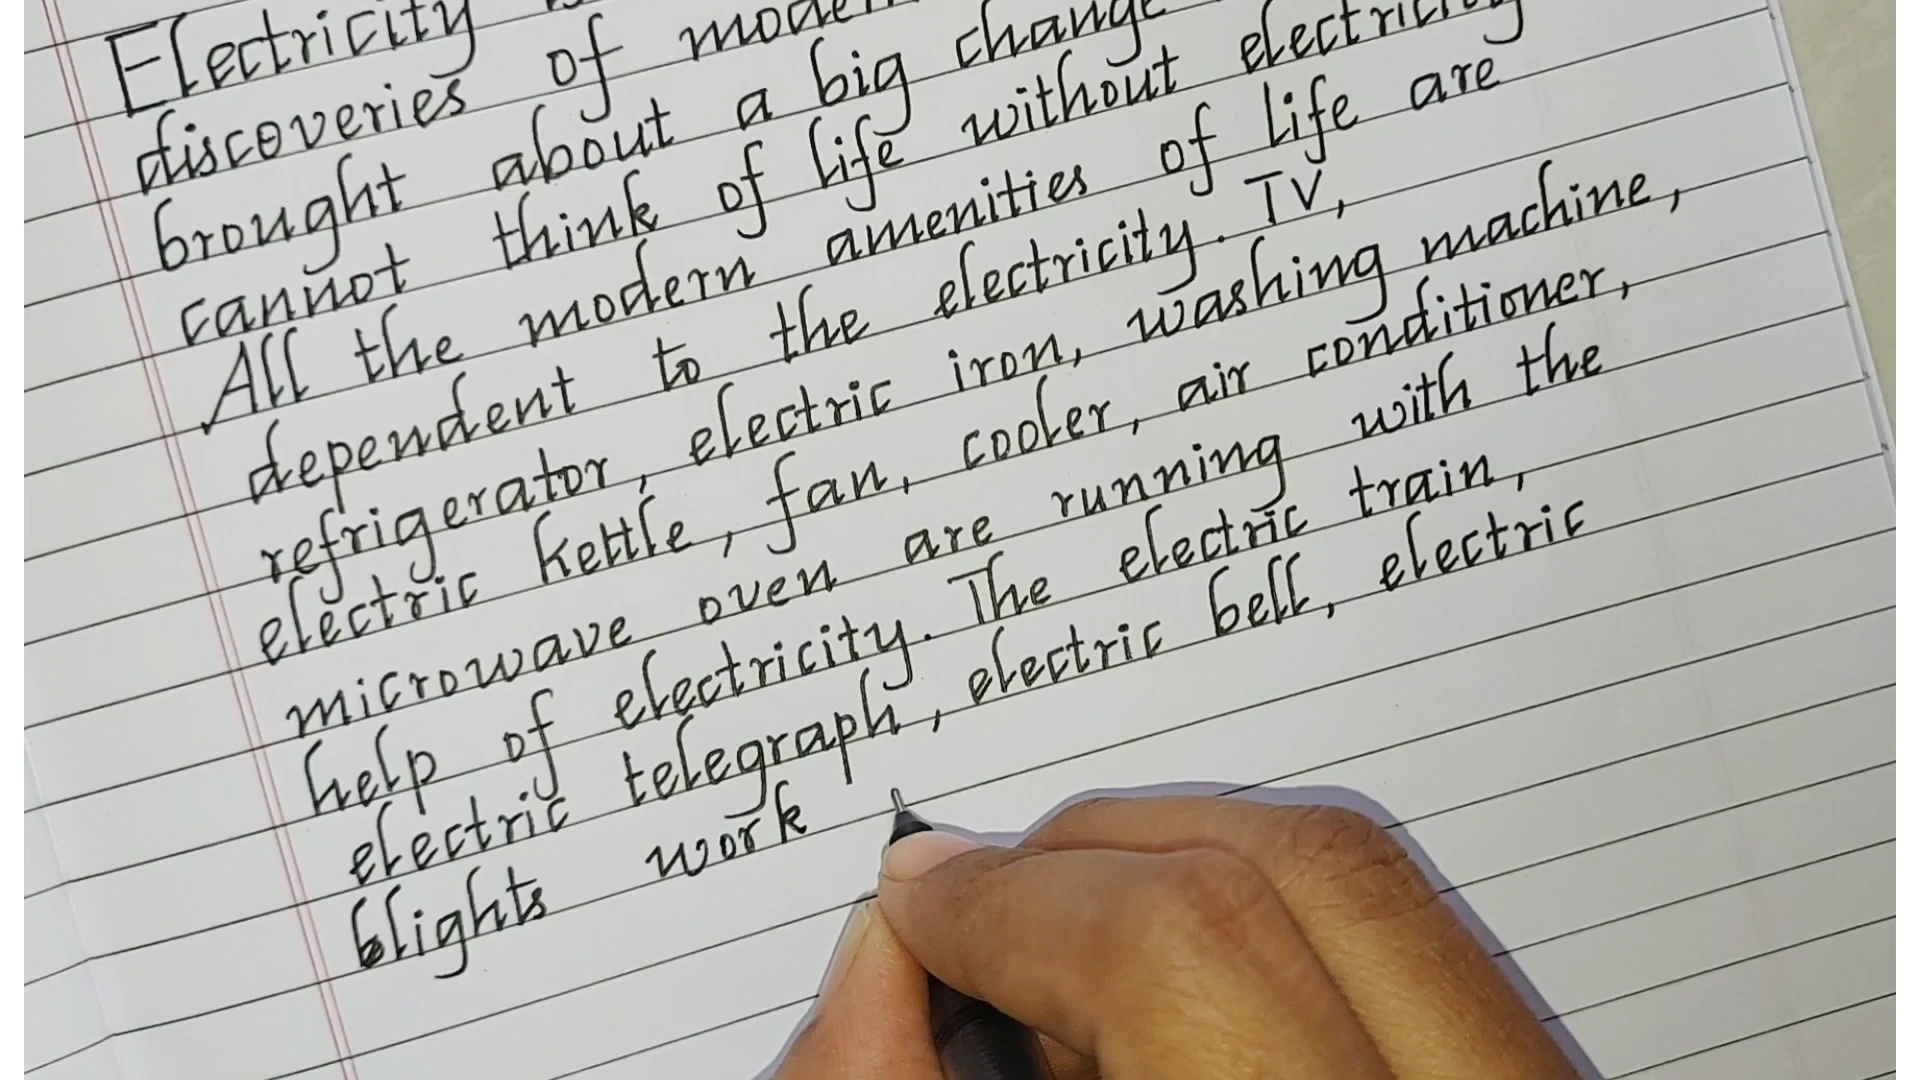 Electricity
discoveries of moder
brought about a big change
cannot think of life without electricity
All the modern amenities of life are
dependent to the electricity. TV,
refrigerator, electric iron, washing machine,
electric kettle, fan, cooler, air conditioner,
microwave oven are running with the
help of electricity. The electric train,
electric telegraph, electric bell, electric
blights work